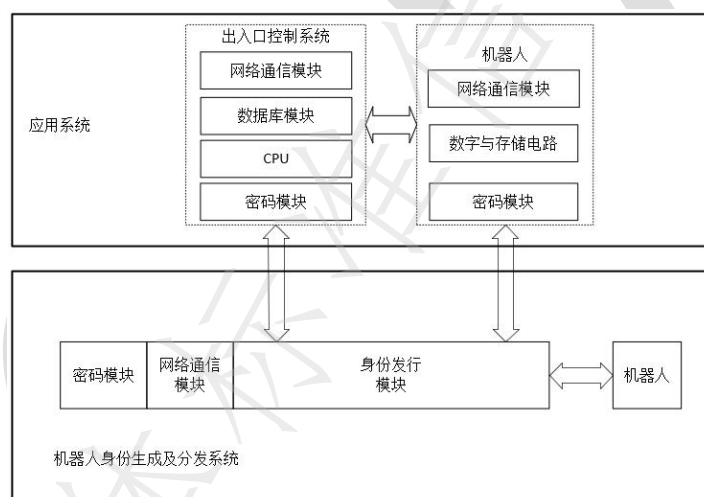 出入口控制系统
网络通信模块
数据库模块
CPU
密码模块
机器人
网络通信模块
数字与存储电路
密码模块
应用系统
密码模块
网络通信
模块
身份发行
模块
机器人
机器人身份生成及分发系统